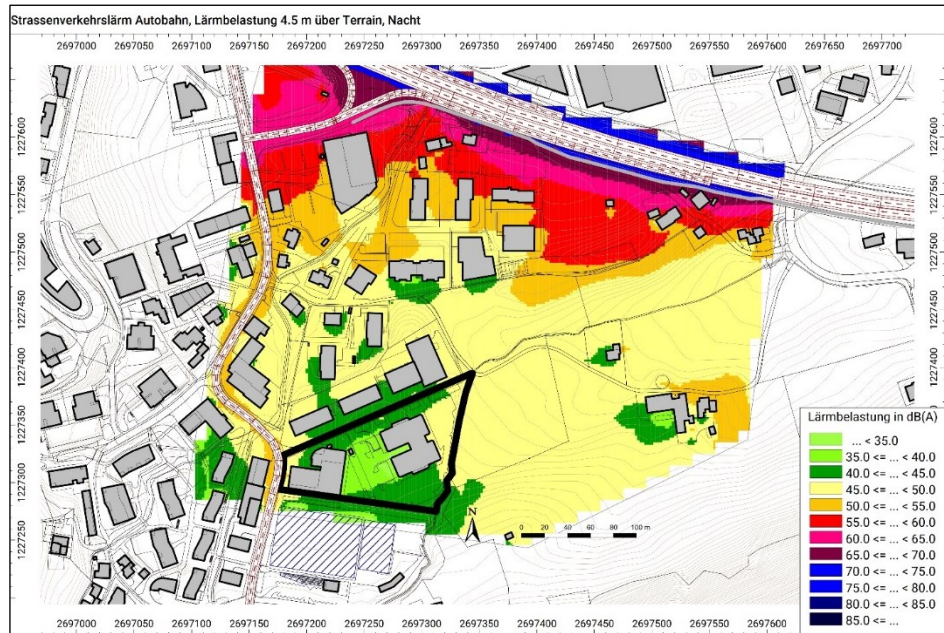 Strassenverkehrslärm Autobahn, Lärmbelastung 4.5 m über Terrain, Nacht
2697000 2697050 2697100 2697150 2697200 2697250 2697300 2697350 2697400 2697450 2697500 2697550 2697600 2697700
1227600 1227600
1227550 1227550
1227500 1227500
1227450 1227450
1227400 1227400
1227350 1227350
1227300
1227250
Lärmbelastung in dB(A)
... < 35.0
35.0 <= ... < 40.0
40.0 <= ... < 45.0
45.0 <= ... < 50.0
50.0 <= ... < 55.0
55.0 <= ... < 60.0
60.0 <= ... < 65.0
65.0 <= ... < 70.0
70.0 <= ... < 75.0
75.0 <= ... < 80.0
80.0 <= ... < 85.0
85.0 <= ...
N
0 20 40 60 80 100 m
2697000 2697050 2697100 2697150 2697200 2697250 2697300 2697350 2697400 2697450 2697500 2697550 2697600